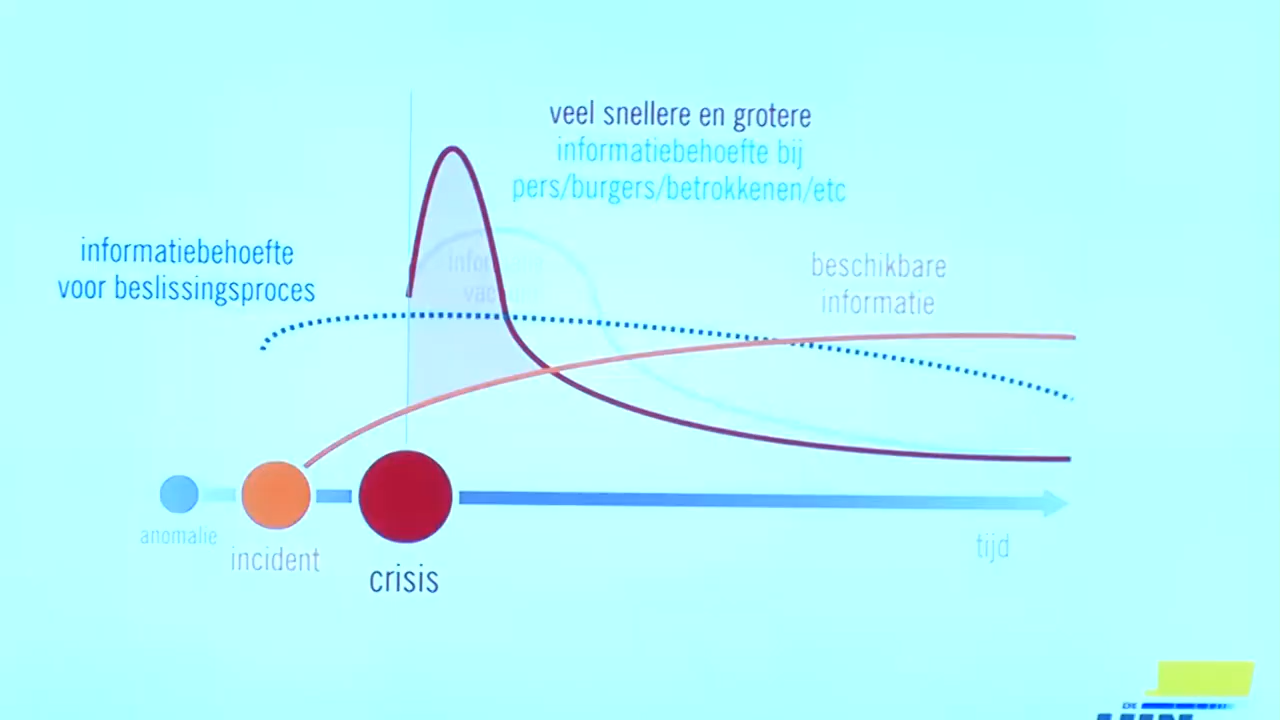 veel snellere en grotere
informatiebehoefte bij
pers/burgers/betrokkenen/etc
informatiebehoefte
voor beslissingsproces
beschikbare
informatie
anomalie
incident
crisis
tijd
DE